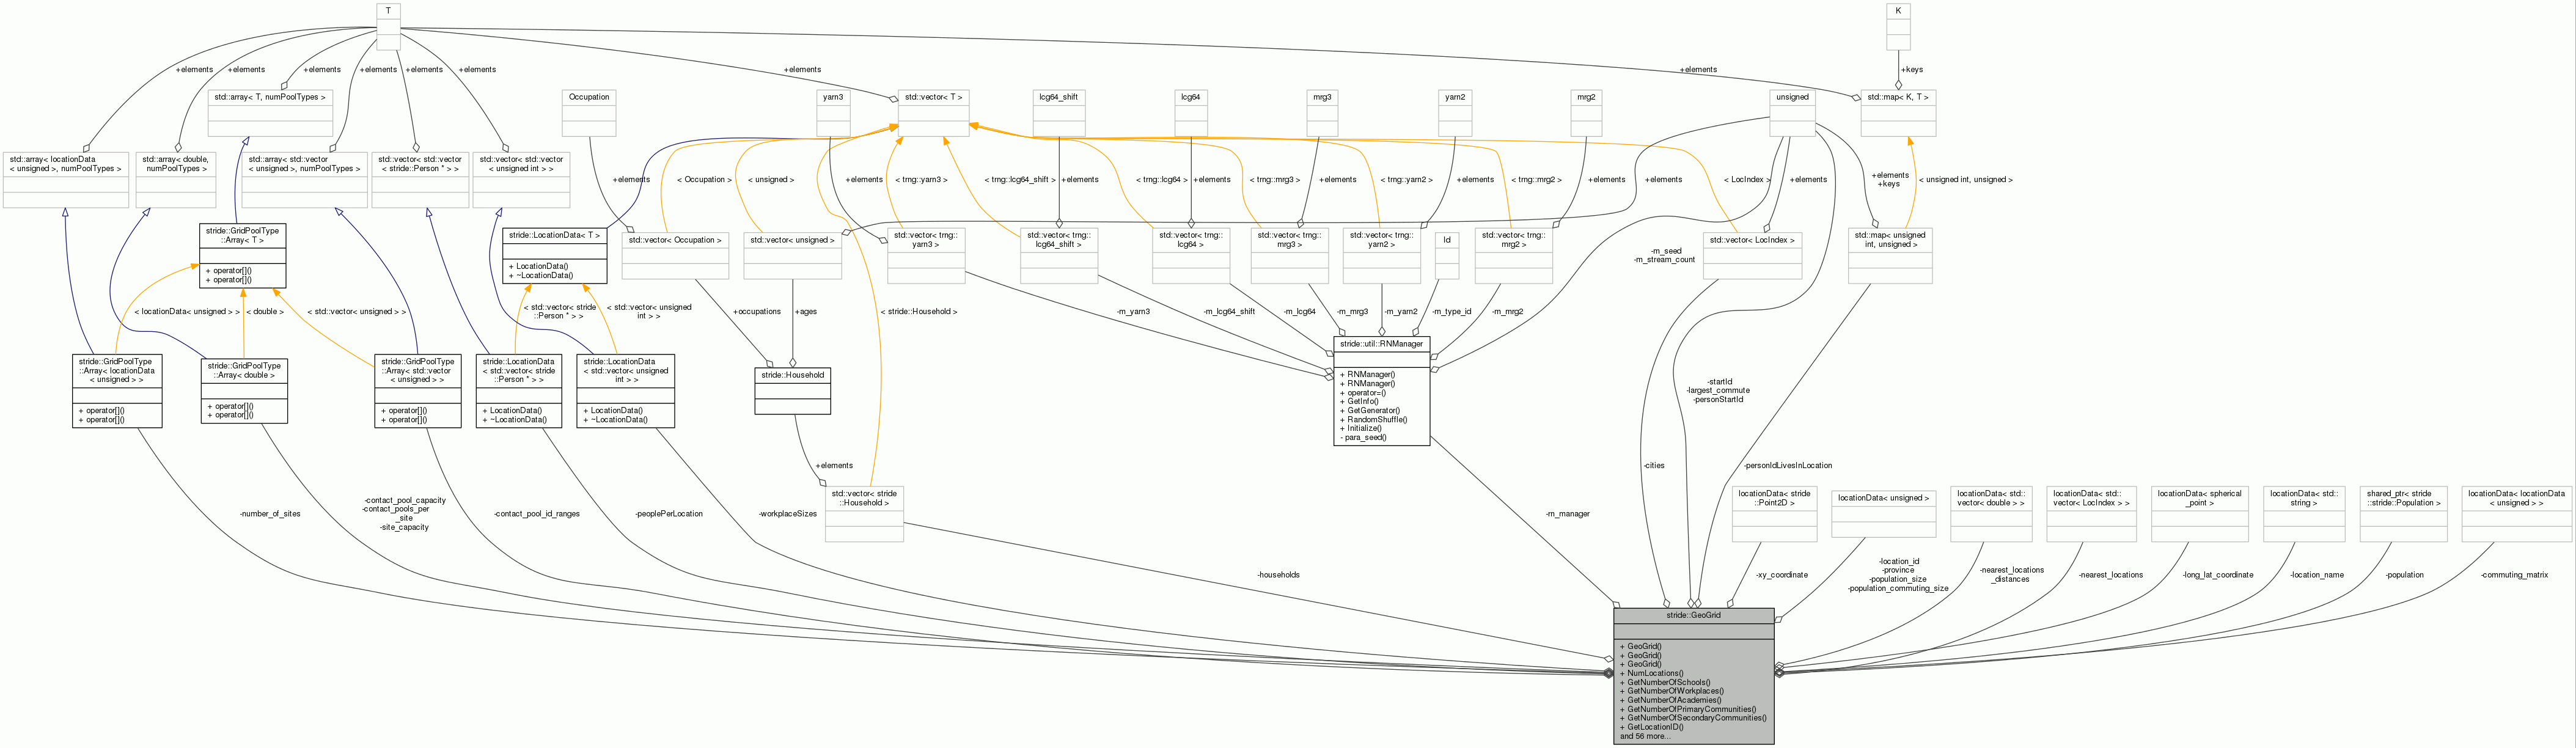 T
K
+elements
+elements
+elements
+elements
+elements
+elements
+elements
+elements
+keys
std::array< T, numPoolTypes >
Occupation
yarn3
std::vector< T >
lcg64_shift
lcg64
mrg3
yarn2
mrg2
unsigned
std::map< K, T >
std::array< locationData
< unsigned >, numPoolTypes >
std::array< double,
numPoolTypes >
std::array< std::vector
< unsigned >, numPoolTypes >
std::vector< std::vector
< stride::Person * > >
std::vector< std::vector
< unsigned int > >
+elements
< Occupation >
< unsigned >
+elements
< trng::yarn3 >
< trng::lcg64_shift >
+elements
< trng::lcg64 >
+elements
< trng::mrg3 >
+elements
< trng::yarn2 >
+elements
< trng::mrg2 >
+elements
+elements
< LocIndex >
+elements
+elements
+keys
< unsigned int, unsigned >
stride::GridPoolType
::Array< T >
+ operator[]()
+ operator[]()
stride::LocationData< T >
+ LocationData()
+ ~LocationData()
std::vector< Occupation >
std::vector< unsigned >
std::vector< trng::
yarn3 >
std::vector< trng::
lcg64_shift >
std::vector< trng::
lcg64 >
std::vector< trng::
mrg3 >
std::vector< trng::
yarn2 >
Id
std::vector< trng::
mrg2 >
-m_seed
-m_stream_count
std::vector< LocIndex >
std::map< unsigned
int, unsigned >
< locationData< unsigned > >
< double >
< std::vector< unsigned > >
< std::vector< stride
::Person * > >
< std::vector< unsigned
int > >
+occupations
+ages
< stride::Household >
-m_yarn3
-m_lcg64_shift
-m_lcg64
-m_mrg3
-m_yarn2
-m_type_id
-m_mrg2
stride::GridPoolType
::Array< locationData
< unsigned > >
+ operator[]()
+ operator[]()
stride::GridPoolType
::Array< double >
+ operator[]()
+ operator[]()
stride::GridPoolType
::Array< std::vector
< unsigned > >
+ operator[]()
+ operator[]()
stride::LocationData
< std::vector< stride
::Person * > >
+ LocationData()
+ ~LocationData()
stride::LocationData
< std::vector< unsigned
int > >
+ LocationData()
+ ~LocationData()
stride::Household
stride::util::RNManager
+ RNManager()
+ RNManager()
+ operator=()
+ GetInfo()
+ GetGenerator()
+ RandomShuffle()
+ Initialize()
- para_seed()
-startId
-largest_commute
-personStartId
+elements
-cities
-personIdLivesInLocation
-number_of_sites
-contact_pool_capacity
-contact_pools_per
_site
-site_capacity
-contact_pool_id_ranges
-peoplePerLocation
-workplaceSizes
std::vector< stride
::Household >
-rn_manager
locationData< stride
::Point2D >
locationData< unsigned >
locationData< std::
vector< double > >
locationData< std::
vector< LocIndex > >
locationData< spherical
_point >
locationData< std::
string >
shared_ptr< stride
::stride::Population >
locationData< locationData
< unsigned > >
-households
-xy_coordinate
-location_id
-province
-population_size
-population_commuting_size
-nearest_locations
_distances
-nearest_locations
-long_lat_coordinate
-location_name
-population
-commuting_matrix
stride::GeoGrid
+ GeoGrid()
+ GeoGrid()
+ GeoGrid()
+ NumLocations()
+ GetNumberOfSchools()
+ GetNumberOfWorkplaces()
+ GetNumberOfAcademies()
+ GetNumberOfPrimaryCommunities()
+ GetNumberOfSecondaryCommunities()
+ GetLocationID()
and 56 more...